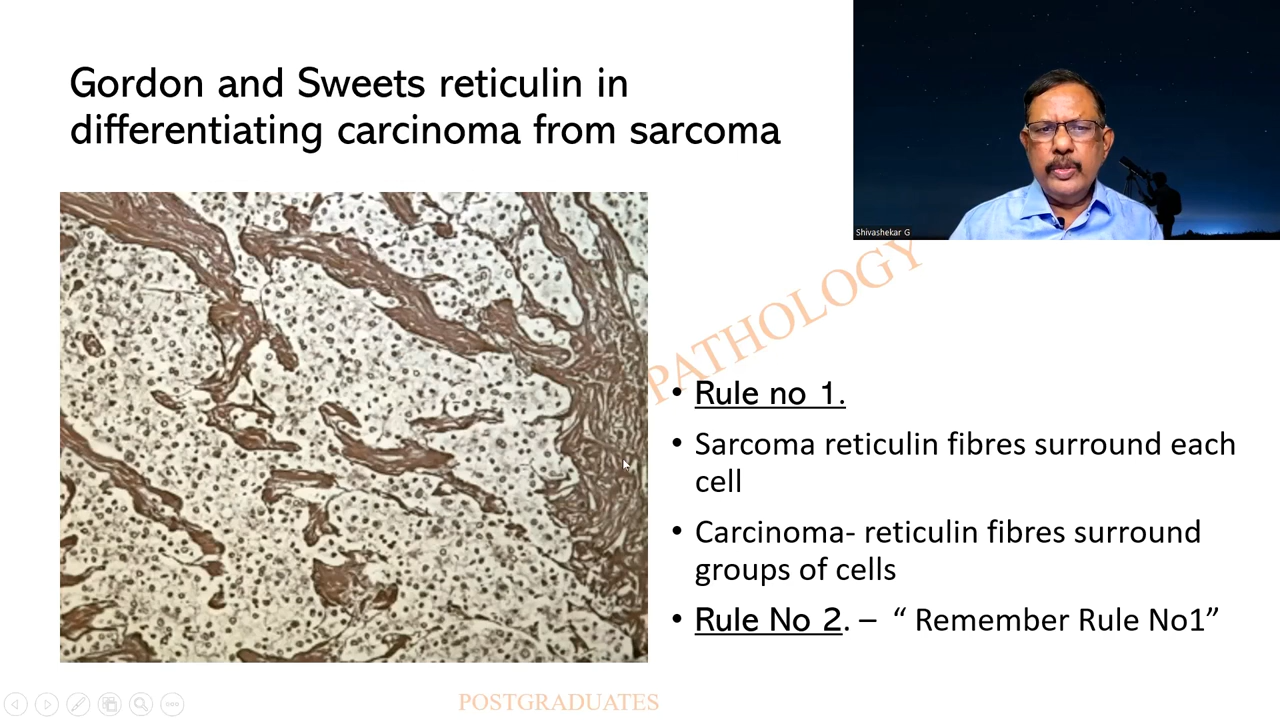 Gordon and Sweets reticulin in
differentiating carcinoma from sarcoma
Shivashekar G
PATHOLOGY
• Rule no 1.
• Sarcoma reticulin fibres surround each
cell
• Carcinoma- reticulin fibres surround
groups of cells
• Rule No 2. – “ Remember Rule No1”
POSTGRADUATES